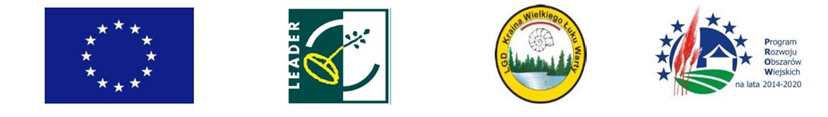 LEADER
LGD Kraina Wielkiego Łuku Warty
Program
Rozwoju
Obszarów
Wiejskich
na lata 2014-2020